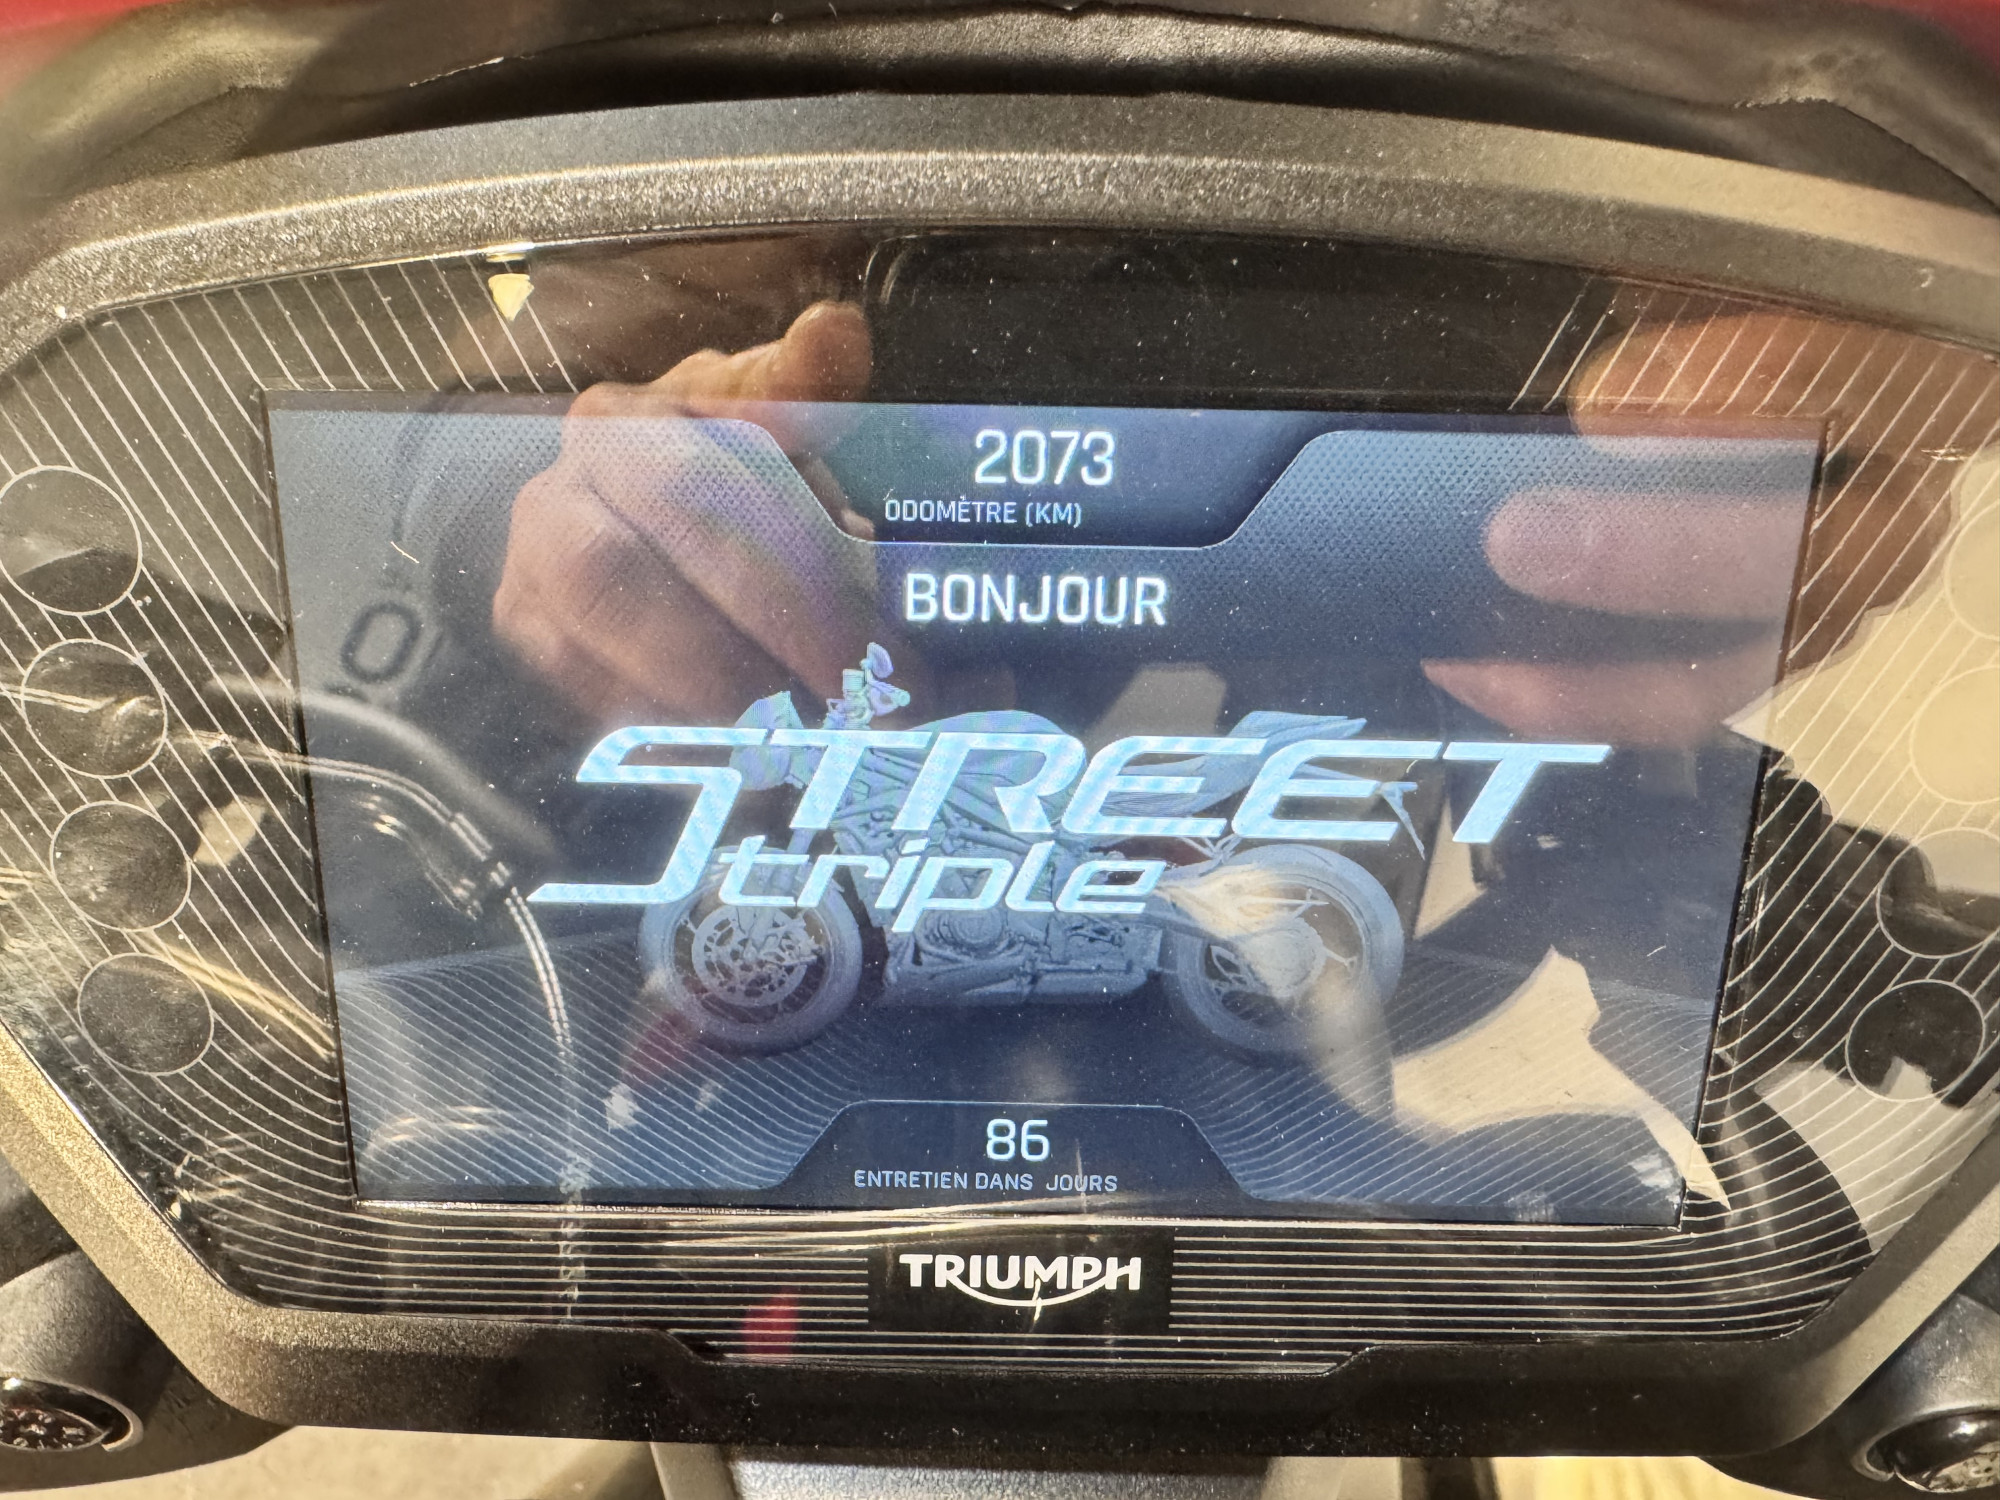 2073
ODOMÈTRE (KM)
BONJOUR
STREET
triple
86
ENTRETIEN DANS JOURS
TRIUMPH